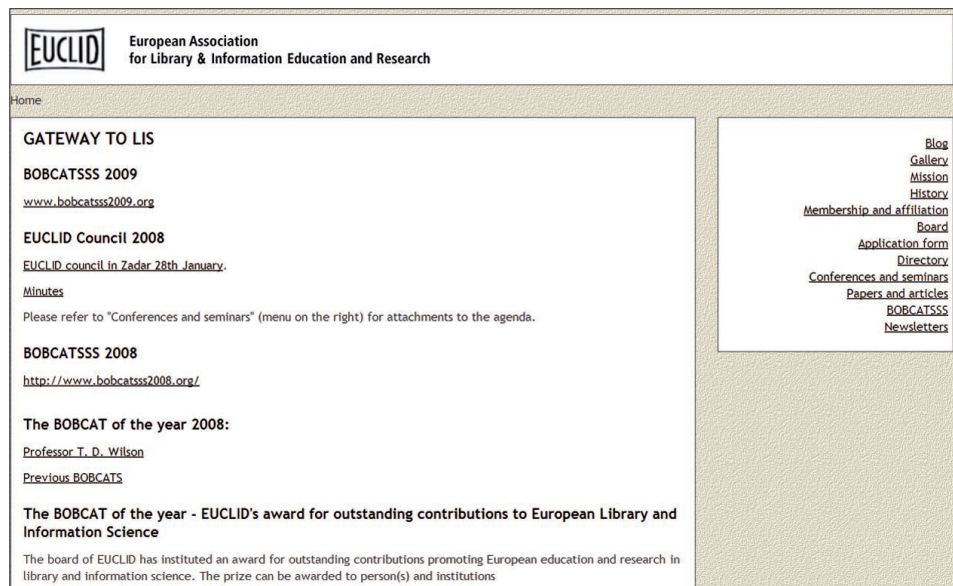 EUCLID
European Association
for Library & Information Education and Research
Home
GATEWAY TO LIS
BOBCATSSS 2009
www.bobcatsss2009.org
EUCLID Council 2008
EUCLID council in Zadar 28th January.
Minutes
Please refer to "Conferences and seminars" (menu on the right) for attachments to the agenda.
BOBCATSSS 2008
http://www.bobcatsss2008.org/
The BOBCAT of the year 2008:
Professor T. D. Wilson
Previous BOBCATS
The BOBCAT of the year - EUCLID's award for outstanding contributions to European Library and
Information Science
The board of EUCLID has instituted an award for outstanding contributions promoting European education and research in
library and information science. The prize can be awarded to person(s) and institutions
Blog
Gallery
Mission
History
Membership and affiliation
Board
Application form
Directory
Conferences and seminars
Papers and articles
BOBCATSSS
Newsletters